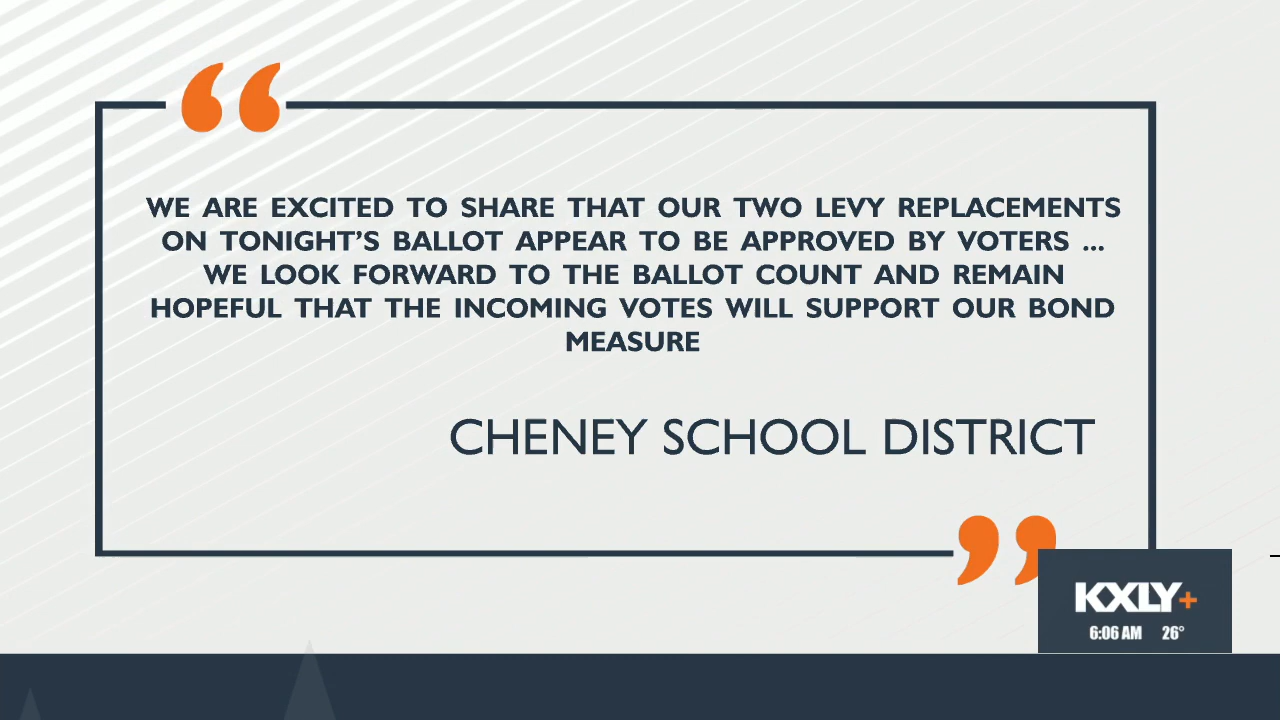 WE ARE EXCITED TO SHARE THAT OUR TWO LEVY REPLACEMENTS
ON TONIGHT'S BALLOT APPEAR TO BE APPROVED BY VOTERS ...
WE LOOK FORWARD TO THE BALLOT COUNT AND REMAIN
HOPEFUL THAT THE INCOMING VOTES WILL SUPPORT OUR BOND
MEASURE
CHENEY SCHOOL DISTRICT
KXLY+
6:06 AM 26°